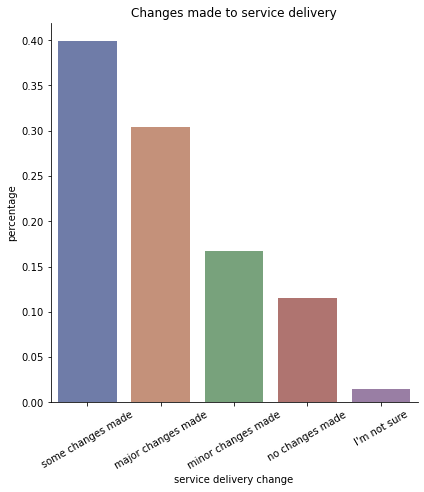 Changes made to service delivery
percentage
0.40
0.35
0.30
0.25
0.20
0.15
0.10
0.05
0.00
some changes made
major changes made
minor changes made
no changes made
I'm not sure
service delivery change